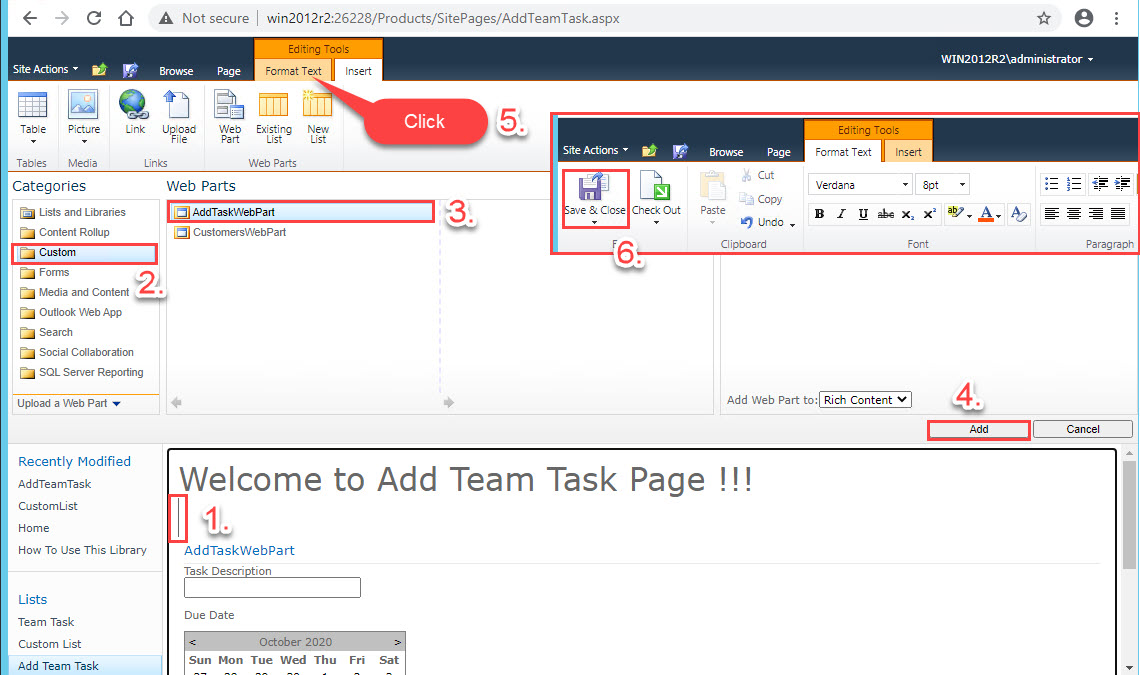 Not secure | win2012r2:26228/Products/SitePages/AddTeamTask.aspx
Editing Tools
Site Actions Browse Page Format Text Insert
WIN2012R2\administrator
Table Picture Link Upload File Web Part Existing List New List
Tables Media Links Web Parts
Click
5.
Editing Tools
Site Actions Browse Page Format Text Insert
Save & Close Check Out Paste Cut Copy Undo
Verdana 8pt
B I U abc X₂ X² ab A A
Clipboard Font Paragraph
6.
Categories
Lists and Libraries
Content Rollup
Custom
Forms
Media and Content
Outlook Web App
Search
Social Collaboration
SQL Server Reporting
Upload a Web Part
2.
Web Parts
AddTaskWebPart
CustomersWebPart
3.
Add Web Part to: Rich Content
4.
Add Cancel
Recently Modified
AddTeamTask
CustomList
Home
How To Use This Library
Lists
Team Task
Custom List
Add Team Task
Welcome to Add Team Task Page !!!
1.
AddTaskWebPart
Task Description
Due Date
< October 2020 >
Sun Mon Tue Wed Thu Fri Sat